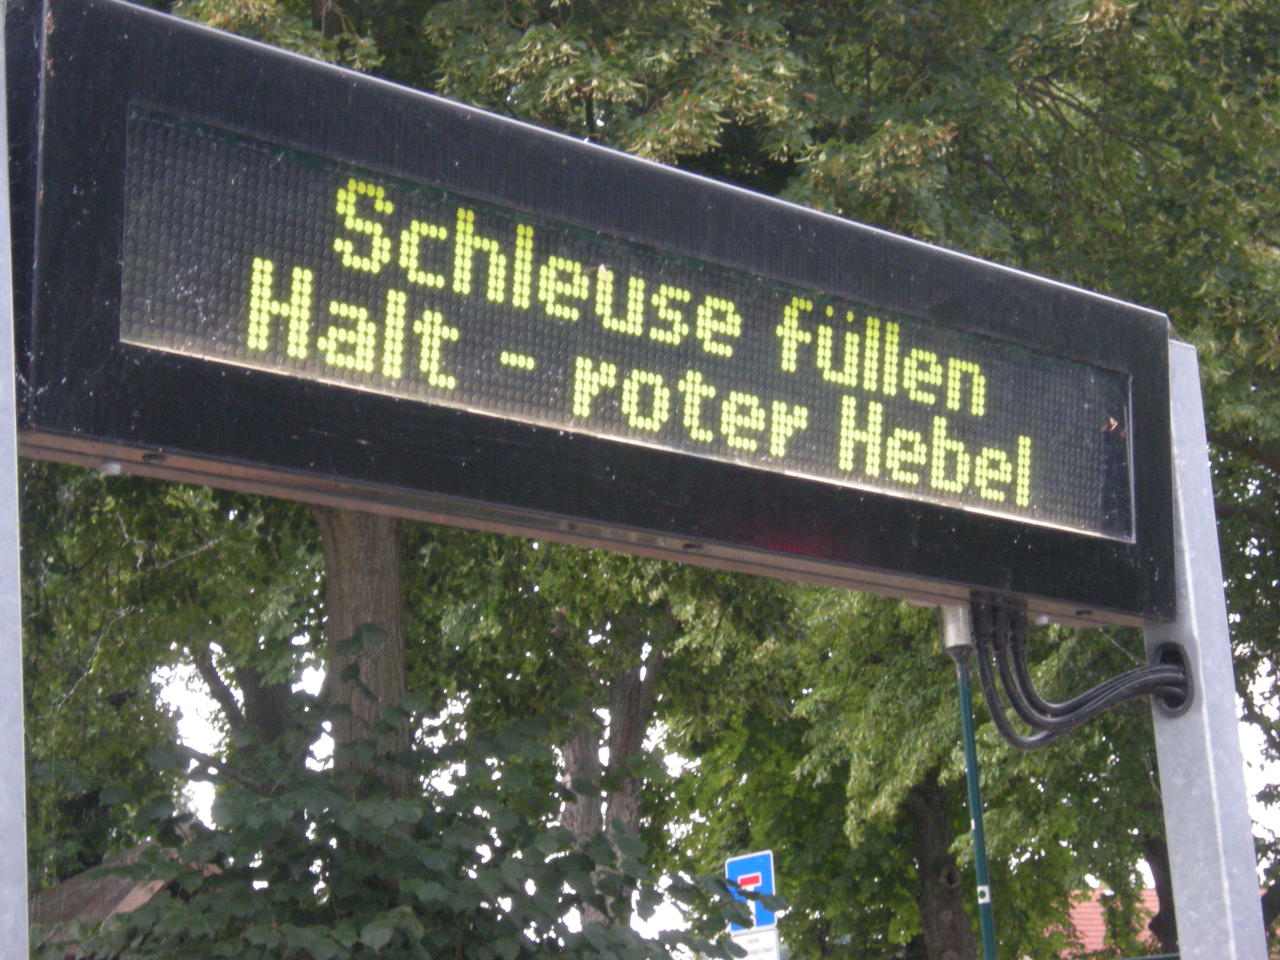 Schleuse füllen
Halt - roter Hebel